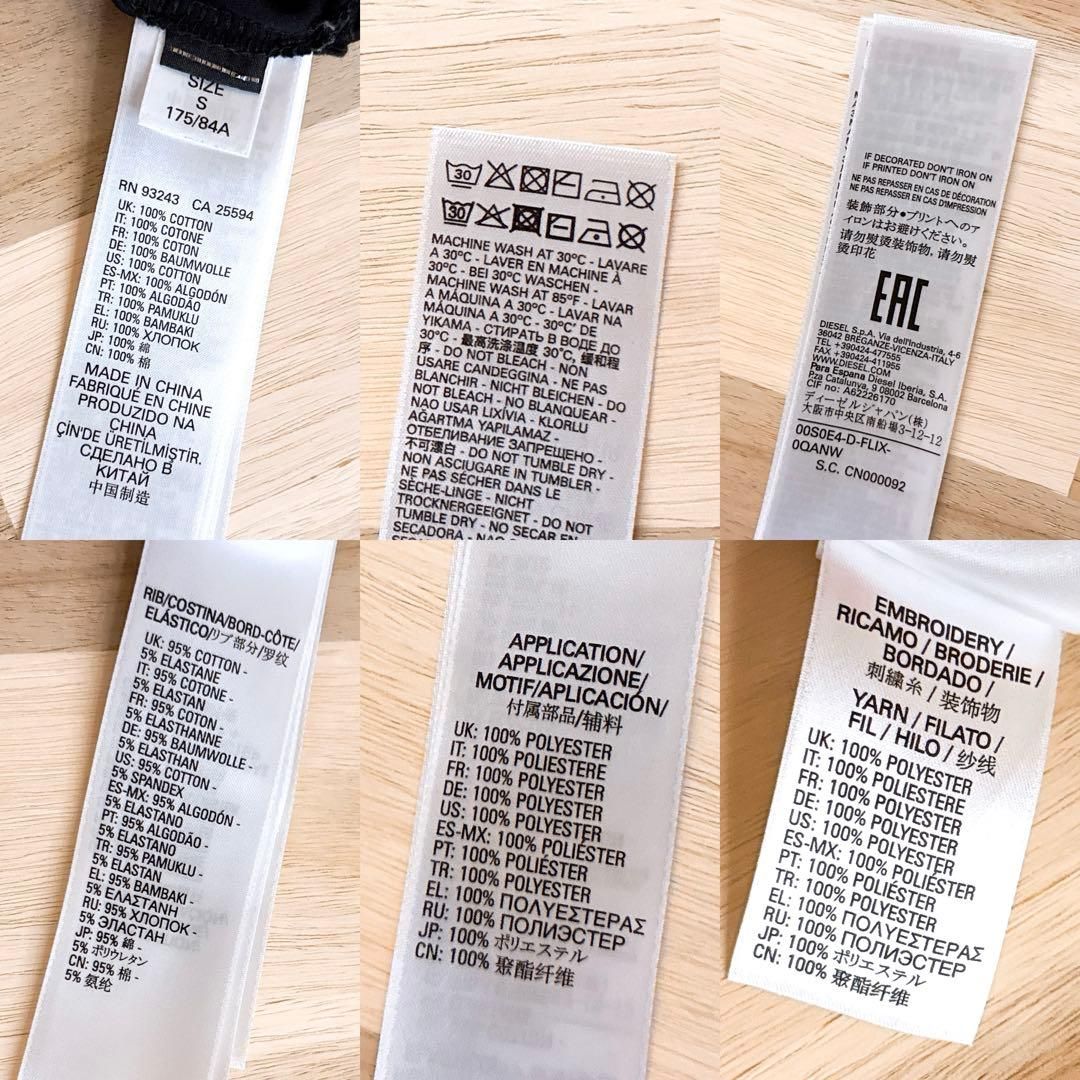 SIZE
S
175/84A
RN 93243 CA 25594
UK: 100% COTTON
IT: 100% COTONE
FR: 100% COTON
DE: 100% BAUMWOLLE
US: 100% COTTON
ES-MX: 100% ALGODÓN
PT: 100% ALGODÃO
TR: 100% PAMUKLU
EL: 100% ΒΑΜΒΑΚΙ
RU: 100% ХЛОПОК
JP: 100% 綿
CN: 100% 棉
MADE IN CHINA
FABRIQUÉ EN CHINE
PRODUZIDO NA
CHINA
ÇİN'DE ÜRETİLMİŞTİR.
СДЕЛАНО В
КИТАЙ
中国制造
30
30
MACHINE WASH AT 30°C - LAVARE
A 30°C - LAVER EN MACHINE À
30°C - BEI 30°C WASCHEN -
MACHINE WASH AT 85°F - LAVAR
A MÁQUINA A 30°C - LAVAR NA
MÁQUINA A 30°C - 30°C' DE
YIKAMA - СТИРАТЬ В ВОДЕ ДО
30°C - 最高洗涤温度 30°C, 缓和程
序 - DO NOT BLEACH - NON
USARE CANDEGGINA - NE PAS
BLANCHIR - NICHT BLEICHEN - DO
NOT BLEACH - NO BLANQUEAR -
NAO USAR LIXÍVIA - KLORLU
AĞARTMA YAPILAMAZ -
ОТБЕЛИВАНИЕ ЗАПРЕЩЕНО -
不可漂白 - DO NOT TUMBLE DRY -
NON ASCIUGARE IN TUMBLER -
NE PAS SÉCHER DANS LE
SÈCHE-LINGE - NICHT
TROCKNERGEEIGNET - DO NOT
TUMBLE DRY - NO SECAR EN
SECADORA - NAO
IF DECORATED DON'T IRON ON
IF PRINTED DON'T IRON ON
NE PAS REPASSER EN CAS DE DÉCORATION
NE PAS REPASSER EN CAS D'IMPRESSION
装飾部分•プリントへのア
イロンはお避けください。
请勿熨烫装饰物, 请勿熨
烫印花
EAC
DIESEL S.p.A. Via dell'Industria, 4-6
36042 BREGANZE-VICENZA-ITALY
TEL +390424-477555
FAX +390424-411955
WWW.DIESEL.COM
Para Espana Diesel Iberia, S.A.
Pza Catalunya, 9 08002 Barcelona
CIF no: A62226170
ディーゼルジャパン(株)
大阪市中央区南船場3-12-12
00S0E4-D-FLIX-
0QANW
S.C. CN000092
RIB/COSTINA/BORD-CÔTE/
ELÁSTICO/リブ部分/罗纹
UK: 95% COTTON -
5% ELASTANE
IT: 95% COTONE -
5% ELASTAN
FR: 95% COTON -
5% ELASTHANNE
DE: 95% BAUMWOLLE -
5% ELASTHAN
US: 95% COTTON -
5% SPANDEX
ES-MX: 95% ALGODÓN -
5% ELASTANO
PT: 95% ALGODÃO -
5% ELASTANO
TR: 95% PAMUKLU -
5% ELASTAN
EL: 95% ΒΑΜΒΑΚΙ -
5% ΕΛΑΣΤΑΝΗ
RU: 95% ХЛОПОК -
5% ЭЛАСТАН
JP: 95% 綿 -
5% ポリウレタン
CN: 95% 棉 -
5% 氨纶
APPLICATION/
APPLICAZIONE/
MOTIF/APLICACIÓN/
付属部品/辅料
UK: 100% POLYESTER
IT: 100% POLIESTERE
FR: 100% POLYESTER
DE: 100% POLYESTER
US: 100% POLYESTER
ES-MX: 100% POLIÉSTER
PT: 100% POLIÉSTER
TR: 100% POLYESTER
EL: 100% ΠΟΛΥΕΣΤΕΡΑΣ
RU: 100% ПОЛИЭСТЕР
JP: 100% ポリエステル
CN: 100% 聚酯纤维
EMBROIDERY /
RICAMO / BRODERIE /
BORDADO /
刺繍糸 / 装饰物
YARN / FILATO /
FIL / HILO / 纱线
UK: 100% POLYESTER
IT: 100% POLIESTERE
FR: 100% POLYESTER
DE: 100% POLYESTER
US: 100% POLYESTER
ES-MX: 100% POLIÉSTER
PT: 100% POLIÉSTER
TR: 100% POLYESTER
EL: 100% ΠΟΛΥΕΣΤΕΡΑΣ
RU: 100% ПОЛИЭСТЕР
JP: 100% ポリエステル
CN: 100% 聚酯纤维